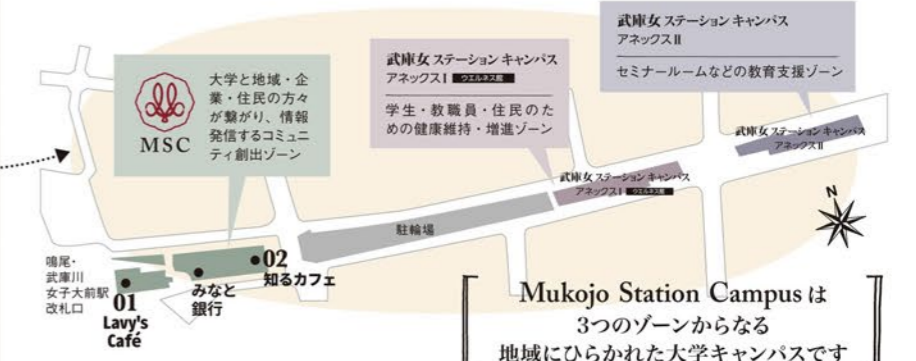 MSC
大学と地域・企
業・住民の方々
が繋がり、情報
発信するコミュニ
ティ創出ゾーン
武庫女ステーション キャンパス
アネックスⅠ ウエルネス館
学生・教職員・住民のた
めの健康維持・増進ゾーン
武庫女 ステーション キャンパス
アネックスⅡ
セミナールームなどの教育支援ゾーン
武庫女 ステーション キャンパス
アネックスⅡ
武庫女 ステーション キャンパス
アネックスⅠ ウエルネス館
駐輪場
N
鳴尾・
武庫川
女子大前駅
改札口
01
Lavy's
Café
みなと
銀行
02
知るカフェ
Mukojo Station Campus は
3つのゾーンからなる
地域にひらかれた大学キャンパスです